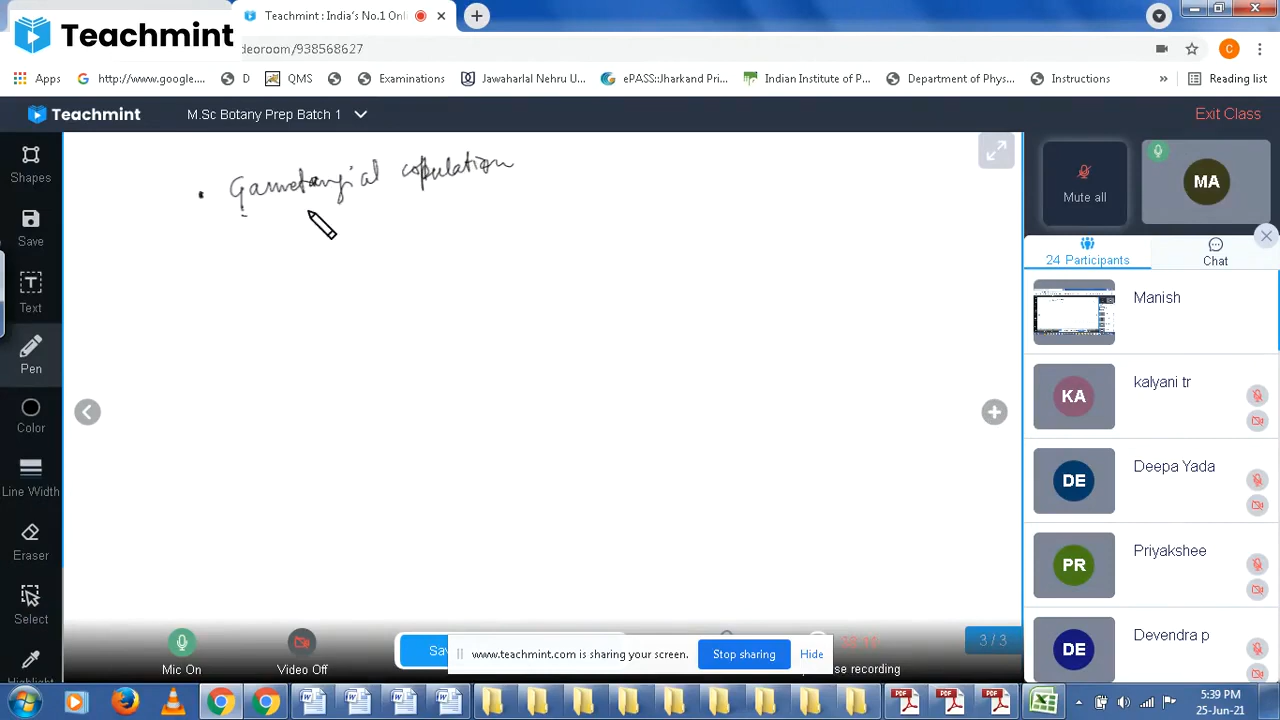 Teachmint : India's No.1 Onl
Teachmint
deoroom/938568627
Apps
http://www.google....
D
QMS
Examinations
Jawaharlal Nehru U...
ePASS::Jharkand Pri...
Indian Institute of P...
Department of Phys...
Instructions
»
Reading list
Teachmint
M.Sc Botany Prep Batch 1
Exit Class
• Gametangial copulation
Shapes
Save
Text
Pen
Color
Line Width
Eraser
Select
Highlight
Mute all
MA
24 Participants
Chat
Manish
KA
kalyani tr
DE
Deepa Yada
PR
Priyakshee
DE
Devendra p
3 / 3
Mic On
Video Off
www.teachmint.com is sharing your screen.
Stop sharing
Hide
se recording
5:39 PM
25-Jun-21